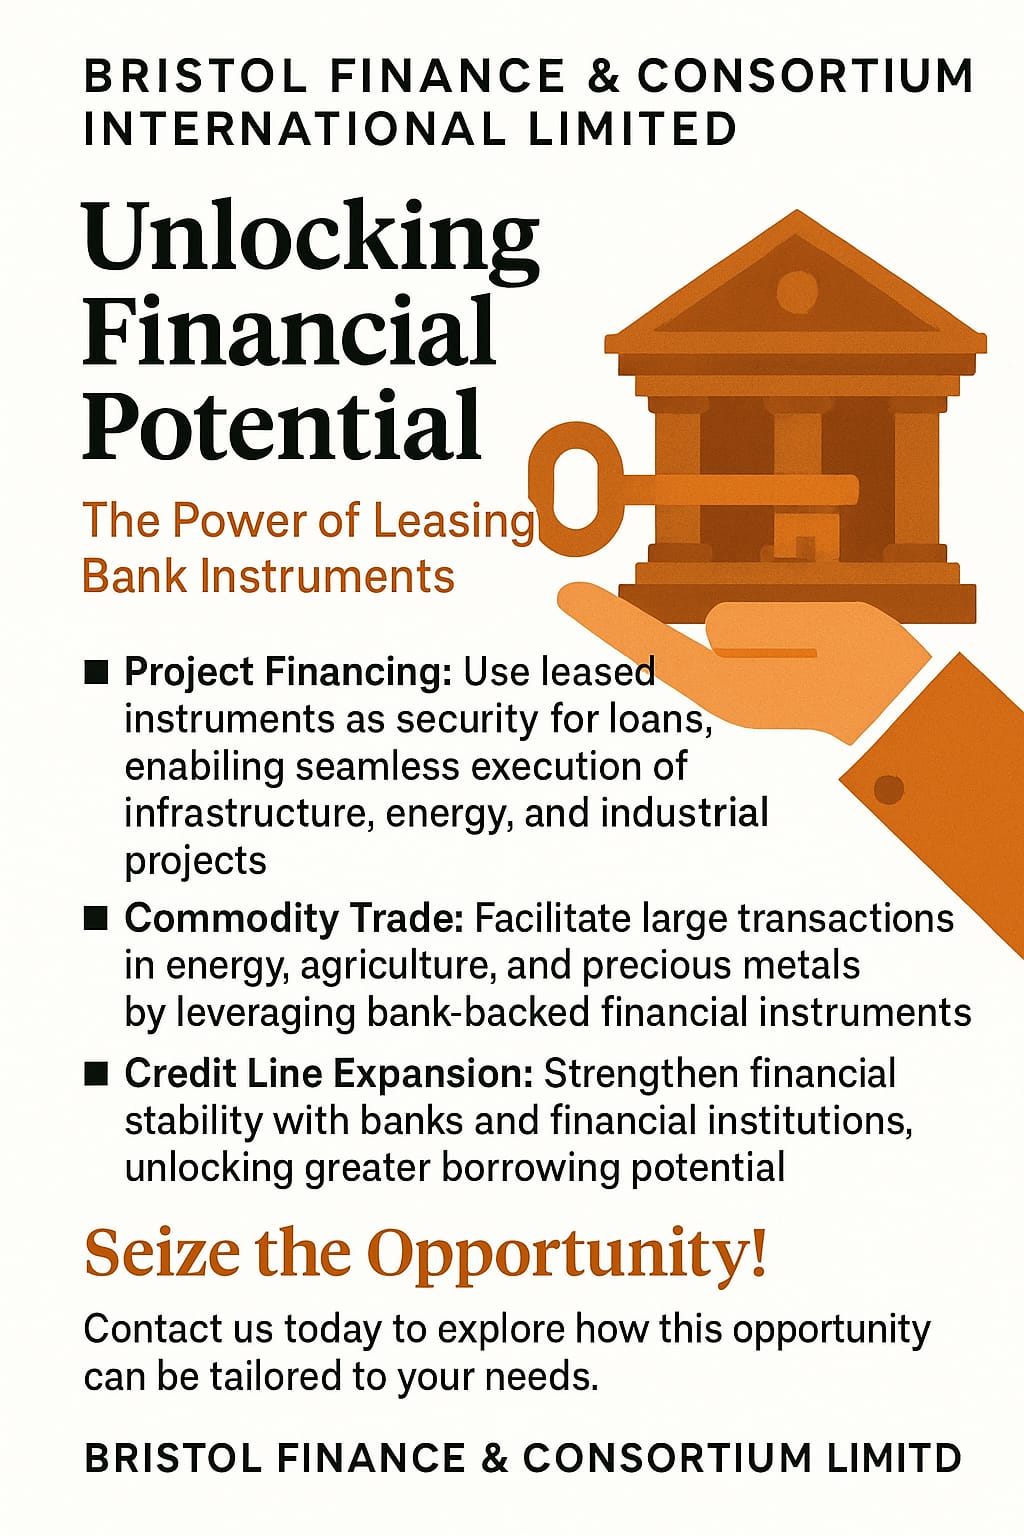 BRISTOL FINANCE & CONSORTIUM
INTERNATIONAL LIMITED
Unlocking
Financial
Potential
The Power of Leasing
Bank Instruments
■ Project Financing: Use leased
instruments as security for loans,
enabiling seamless execution of
infrastructure, energy, and industrial
projects
■ Commodity Trade: Facilitate large transactions
in energy, agriculture, and precious metals
by leveraging bank-backed financial instruments
■ Credit Line Expansion: Strengthen financial
stability with banks and financial institutions,
unlocking greater borrowing potential
Seize the Opportunity!
Contact us today to explore how this opportunity
can be tailored to your needs.
BRISTOL FINANCE & CONSORTIUM LIMITD